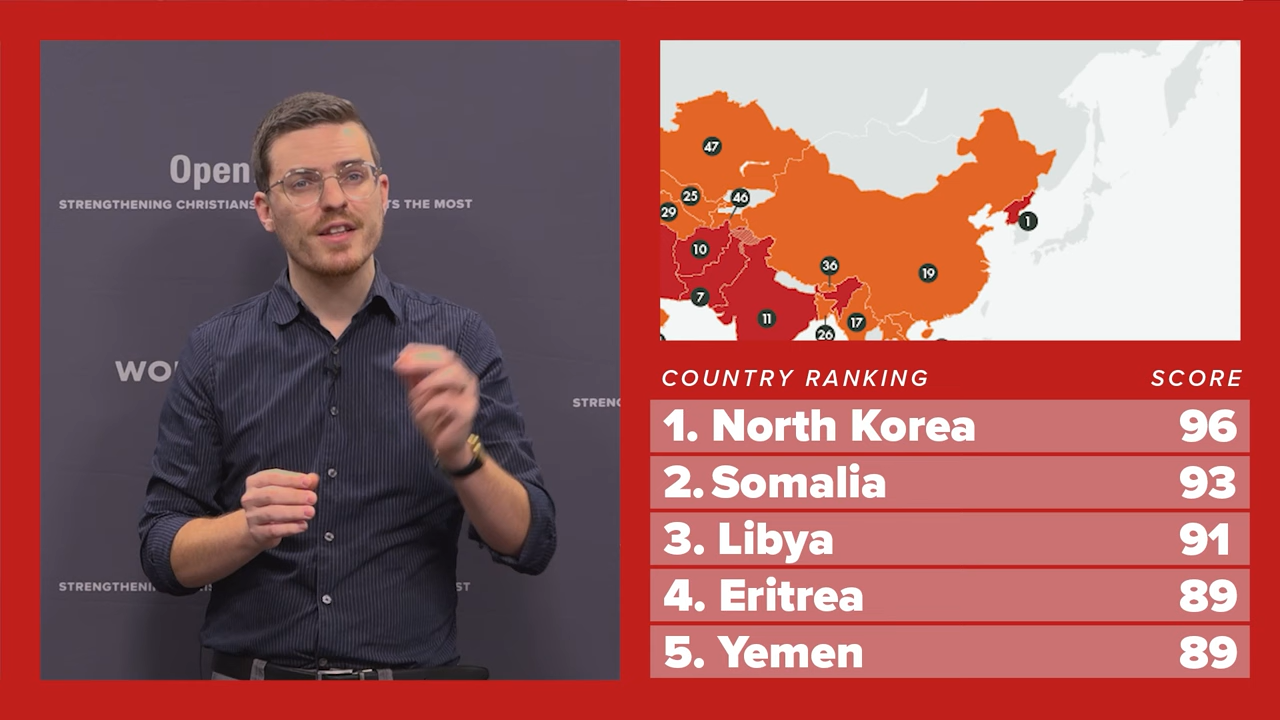 Open
STRENGTHENING CHRISTIANS
TS THE MOST
WO
STRENG
STRENGTHENI
ST
47
25
46
29
10
1
36
19
7
11
17
26
COUNTRY RANKING SCORE
1. North Korea 96
2. Somalia 93
3. Libya 91
4. Eritrea 89
5. Yemen 89